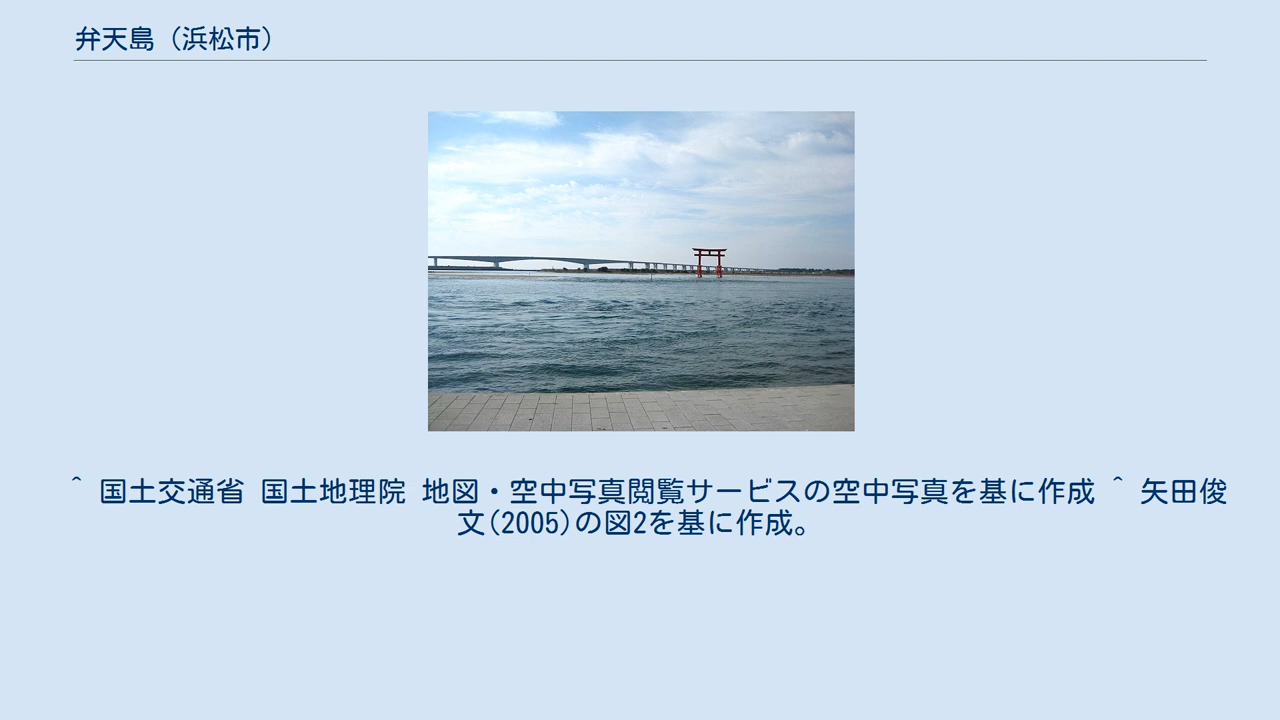 弁天島（浜松市）
^ 国土交通省 国土地理院 地図・空中写真閲覧サービスの空中写真を基に作成 ^ 矢田俊
文(2005)の図2を基に作成。